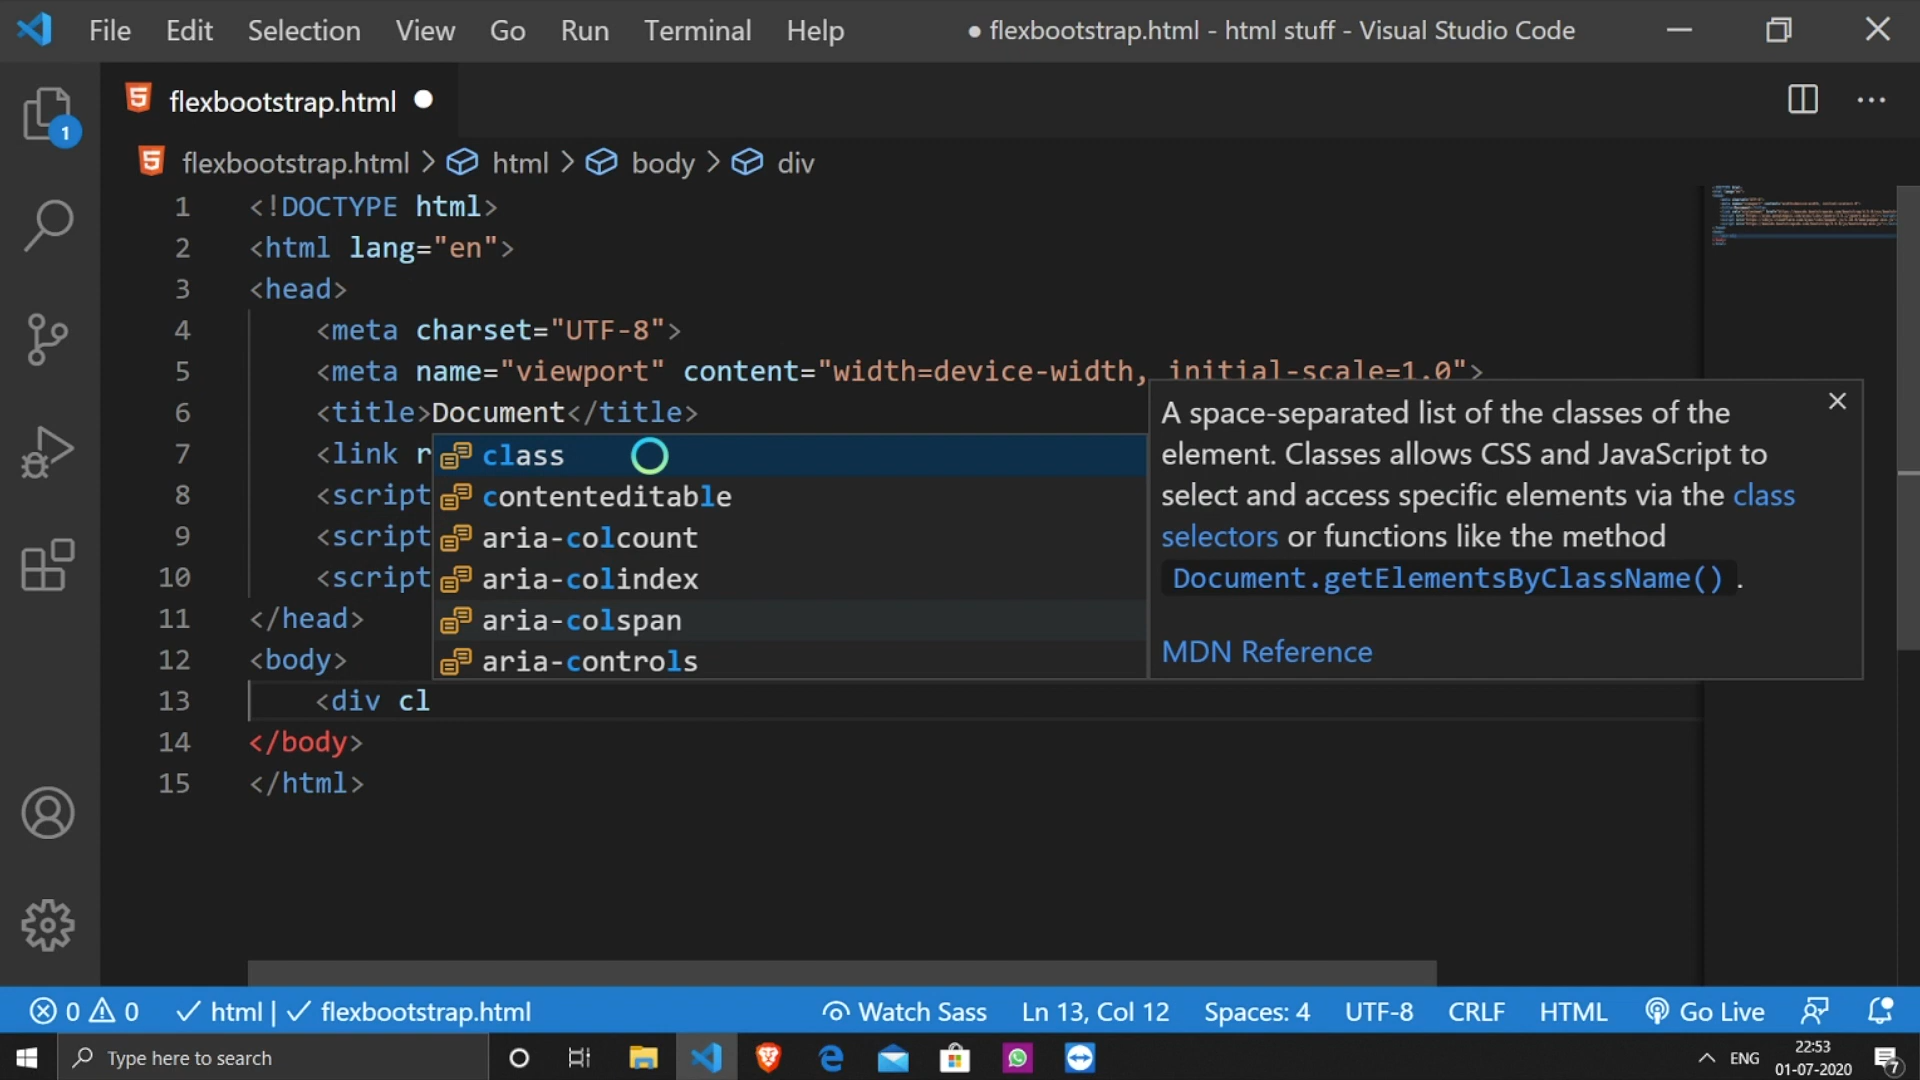 File Edit Selection View Go Run Terminal Help ● flexbootstrap.html - html stuff - Visual Studio Code
flexbootstrap.html
1
flexbootstrap.html > html > body > div
1 <!DOCTYPE html>
2 <html lang="en">
3 <head>
4 <meta charset="UTF-8">
5 <meta name="viewport" content="width=device-width, initial-scale=1.0">
6 <title>Document</title>
7 <link r
8 <script
9 <script
10 <script
11 </head>
12 <body>
13 <div cl
14 </body>
15 </html>
class
contenteditable
aria-colcount
aria-colindex
aria-colspan
aria-controls
A space-separated list of the classes of the
element. Classes allows CSS and JavaScript to
select and access specific elements via the class
selectors or functions like the method
Document.getElementsByClassName() .
MDN Reference
0 0 html | flexbootstrap.html Watch Sass Ln 13, Col 12 Spaces: 4 UTF-8 CRLF HTML Go Live
Type here to search ENG 22:53
01-07-2020
7